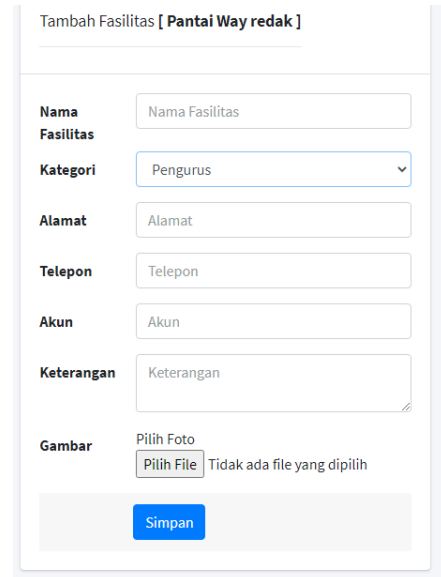 Tambah Fasilitas [ Pantai Way redak ]
Nama Fasilitas
Nama Fasilitas
Kategori
Pengurus
Alamat
Alamat
Telepon
Telepon
Akun
Akun
Keterangan
Keterangan
Gambar
Pilih Foto
Pilih File Tidak ada file yang dipilih
Simpan